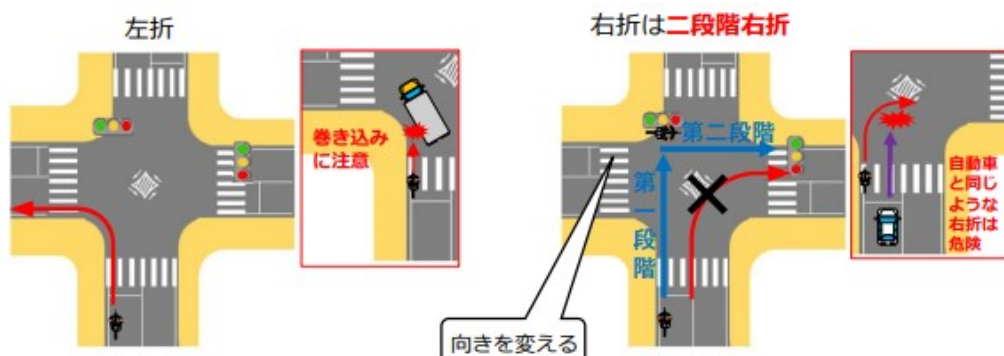 左折
巻き込み
に注意
右折は二段階右折
第二段階
第一段階
向きを変える
自動車
と同じ
ような
右折は
危険